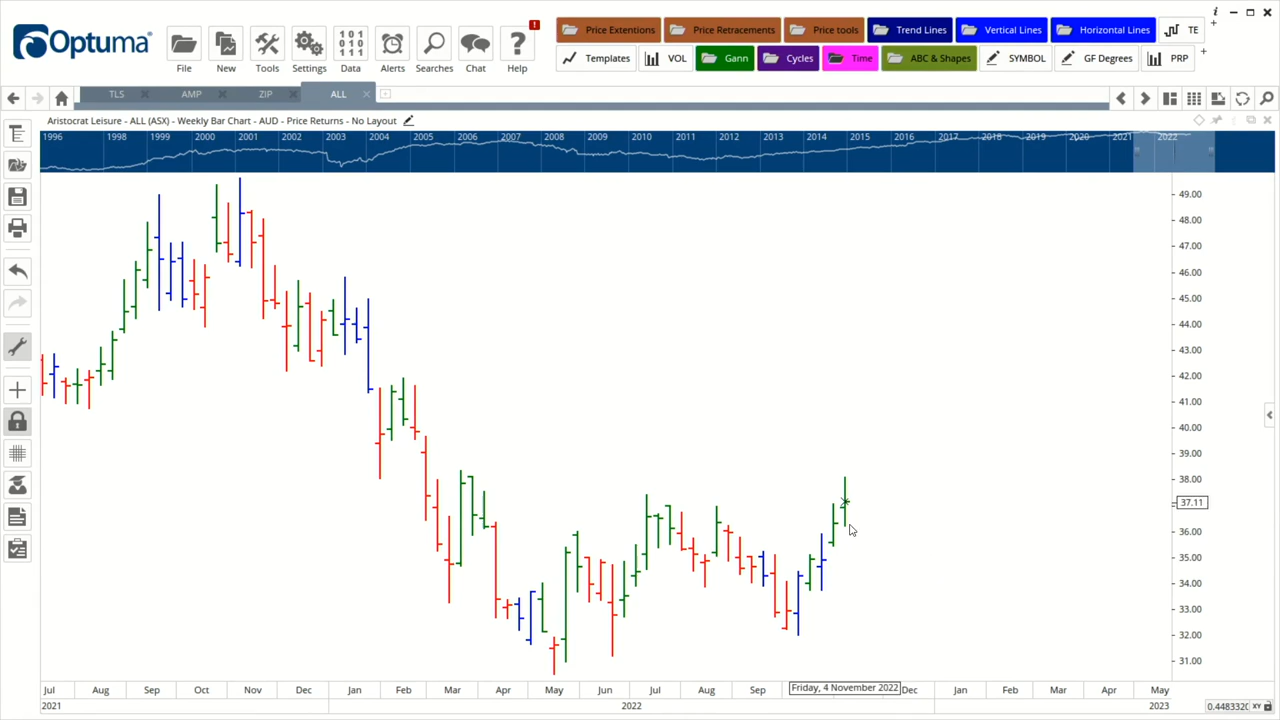 Optuma
File
New
Tools
Settings
Data
Alerts
Searches
Chat
Help
Price Extentions
Price Retracements
Price tools
Trend Lines
Vertical Lines
Horizontal Lines
TE
Templates
VOL
Gann
Cycles
Time
ABC & Shapes
SYMBOL
GF Degrees
PRP
TLS
AMP
ZIP
ALL
Aristocrat Leisure - ALL (ASX) - Weekly Bar Chart - AUD - Price Returns - No Layout
1996 1998 1999 2000 2001 2002 2003 2004 2005 2006 2007 2008 2009 2010 2011 2012 2013 2014 2015 2016 2017 2018 2019 2020 2021 2022
49.00
48.00
47.00
46.00
45.00
44.00
43.00
42.00
41.00
40.00
39.00
38.00
37.11
36.00
35.00
34.00
33.00
32.00
31.00
Jul Aug Sep Oct Nov Dec Jan Feb Mar Apr May Jun Jul Aug Sep Friday, 4 November 2022 Dec Jan Feb Mar Apr May
2021 2022 2023
0.4483320 XY